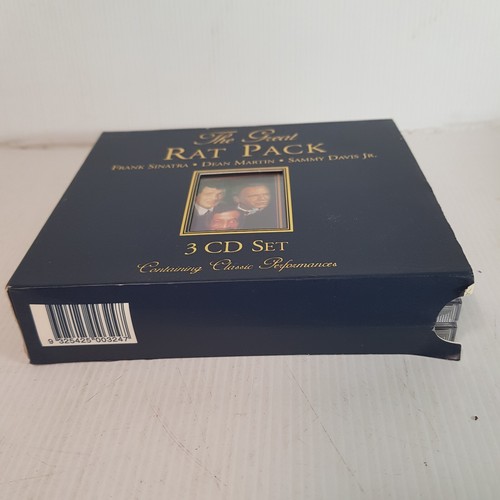 The Great
RAT PACK
FRANK SINATRA • DEAN MARTIN • SAMMY DAVIS JR.
3 CD SET
Containing Classic Performances
9 325425 003247